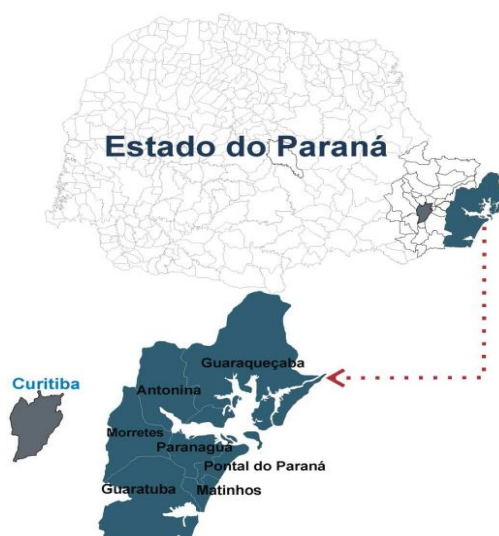 Estado do Paraná
Guaraqueçaba
Curitiba
Antonina
Morretes
Paranaguá
Pontal do Paraná
Guaratuba
Matinhos